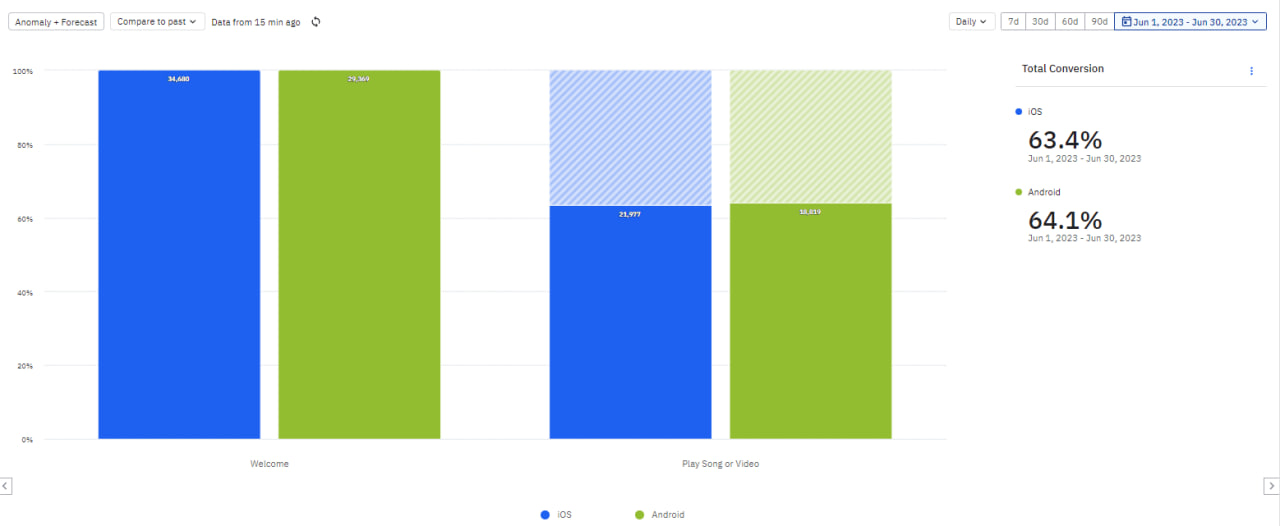 Anomaly + Forecast Compare to past Data from 15 min ago Daily 7d 30d 60d 90d Jun 1, 2023 - Jun 30, 2023
Total Conversion
100%
80%
60%
40%
20%
0%
34,680 29,369
21,977 18,819
Welcome Play Song or Video
iOS Android
iOS
63.4%
Jun 1, 2023 - Jun 30, 2023
Android
64.1%
Jun 1, 2023 - Jun 30, 2023